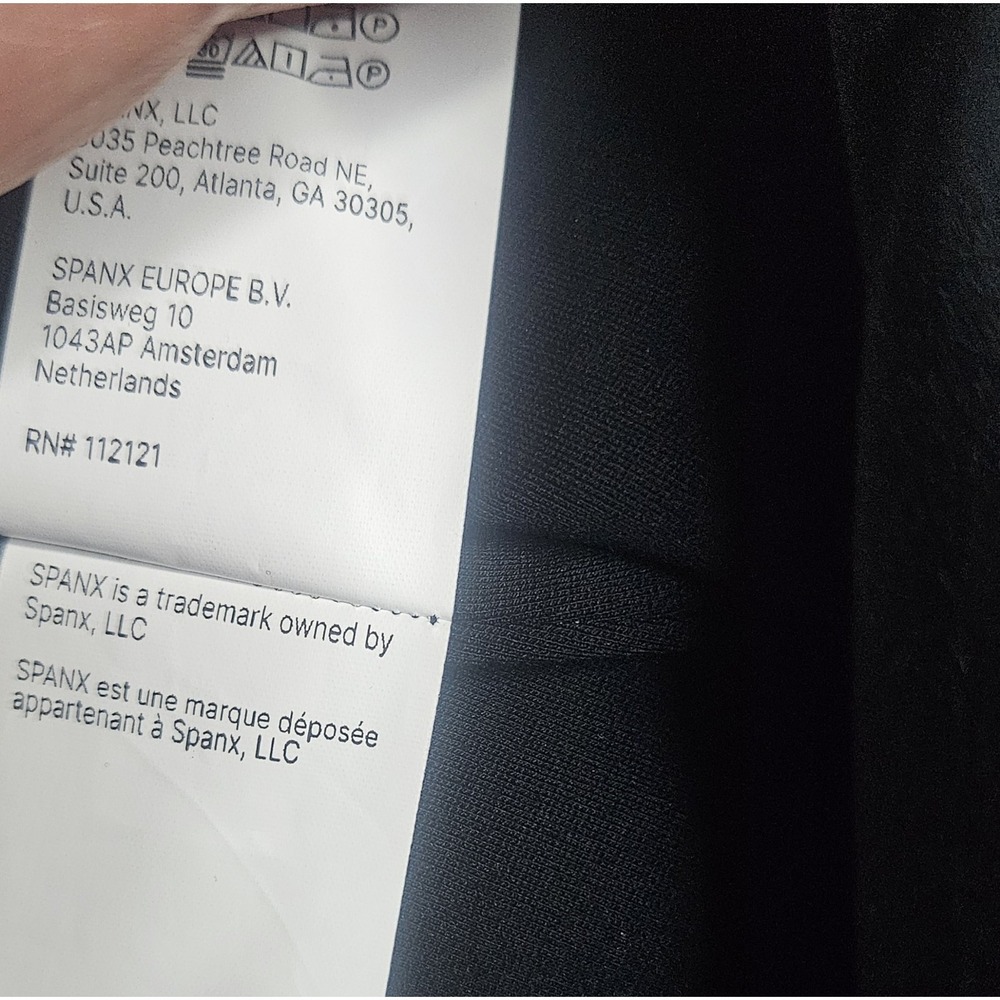 P
30 P
NX, LLC
035 Peachtree Road NE,
Suite 200, Atlanta, GA 30305,
U.S.A.
SPANX EUROPE B.V.
Basisweg 10
1043AP Amsterdam
Netherlands
RN# 112121
SPANX is a trademark owned by
Spanx, LLC
SPANX est une marque déposée
appartenant à Spanx, LLC